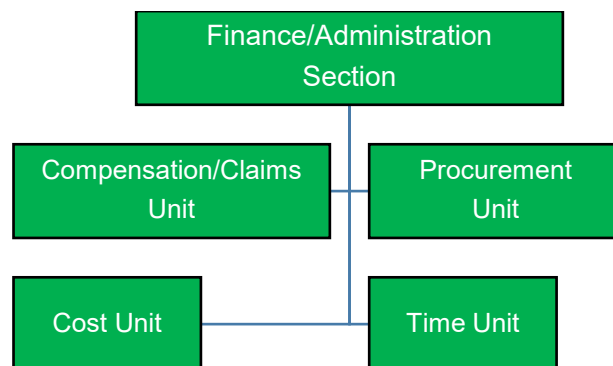 Finance/Administration
Section
Compensation/Claims
Unit
Procurement
Unit
Cost Unit
Time Unit